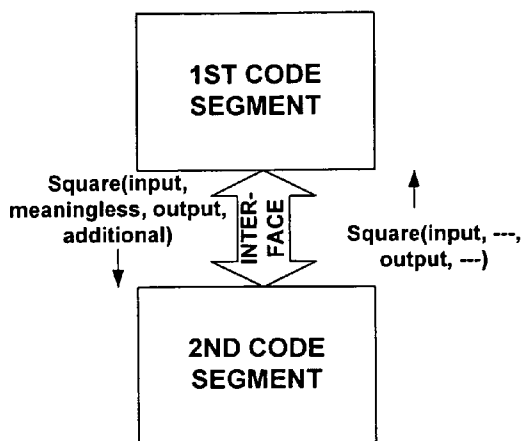 1ST CODE
SEGMENT
Square(input,
meaningless, output,
additional)
INTER-
FACE
Square(input, ---,
output, ---)
2ND CODE
SEGMENT